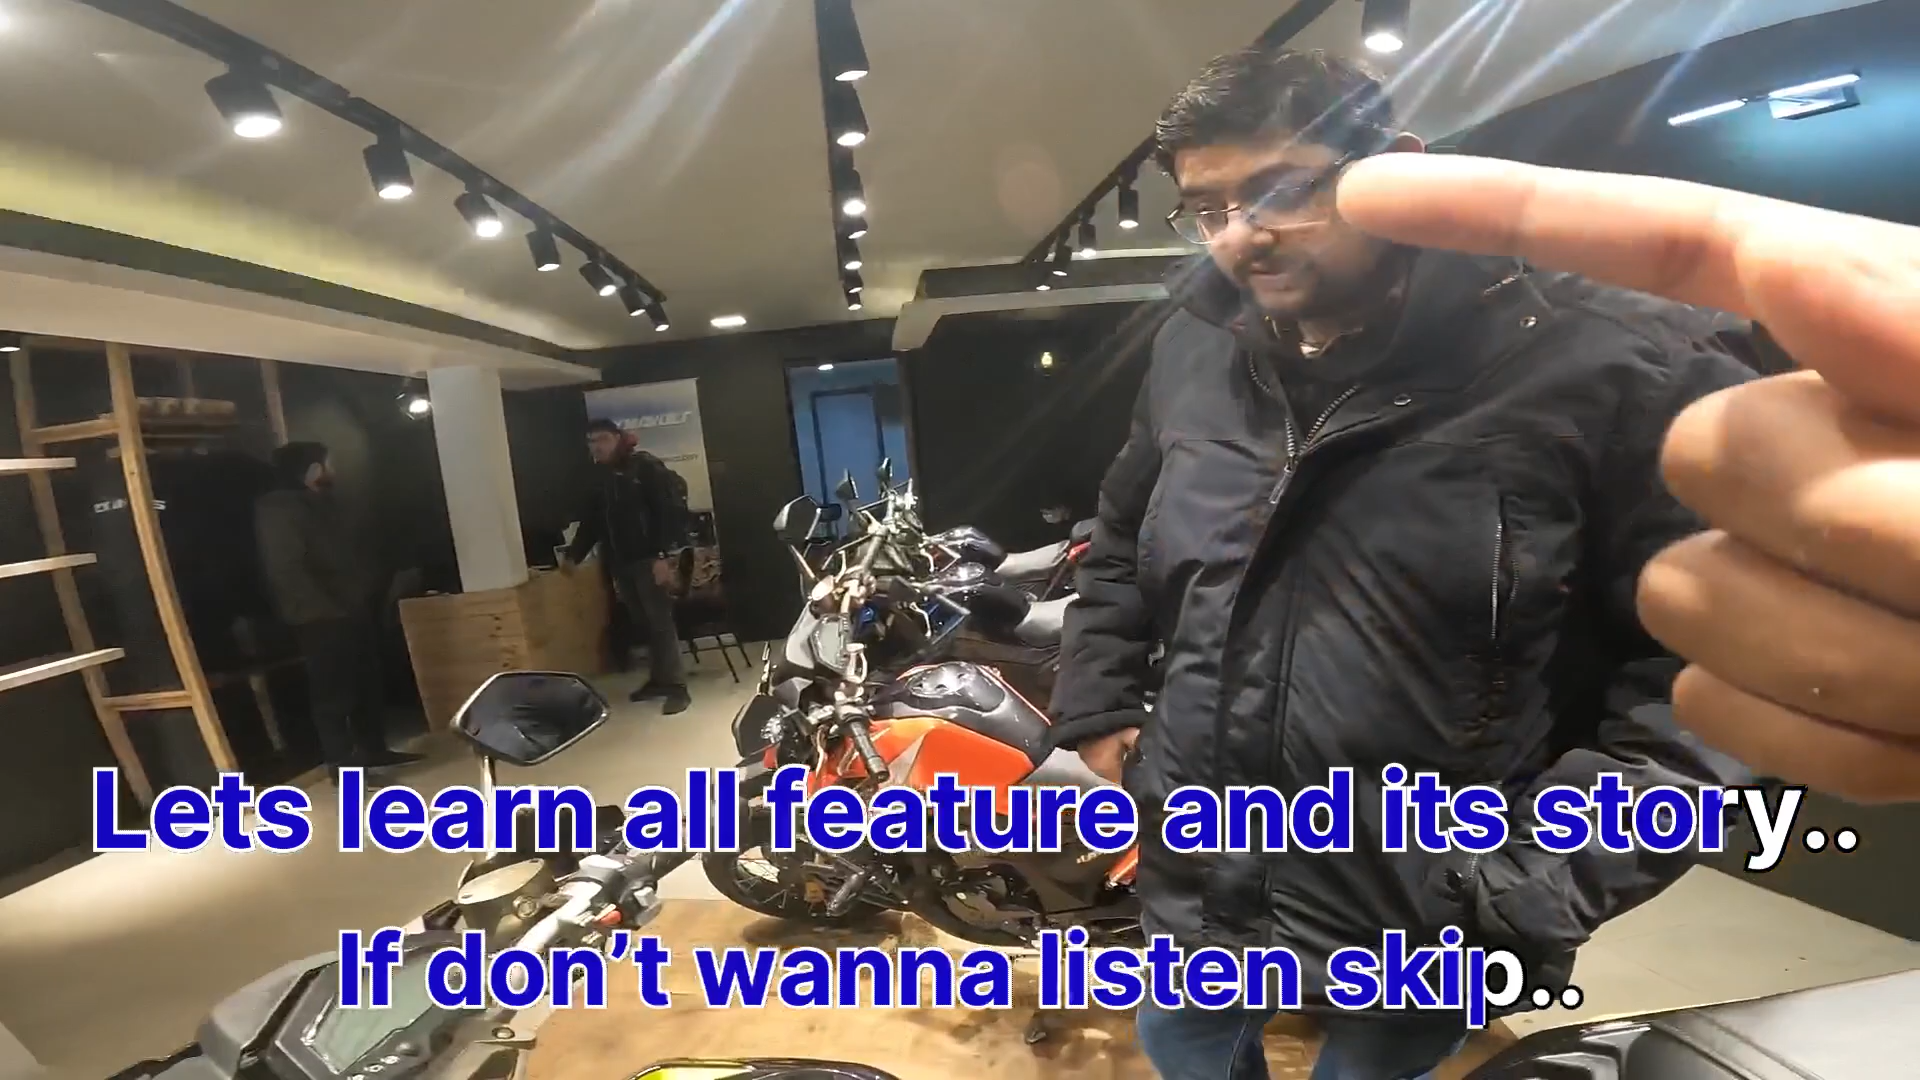 Lets learn all feature and its story..
If don't wanna listen skip..